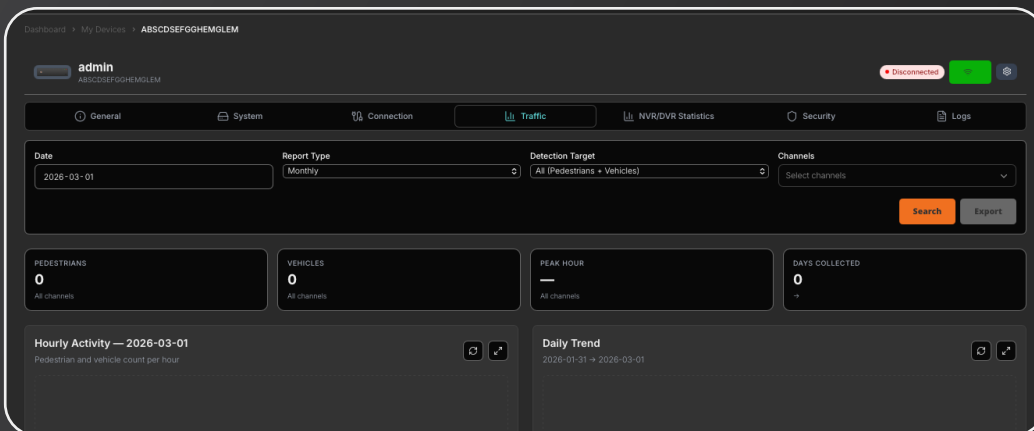 Dashboard > My Devices > ABSCDSEFGGHEMGLEM
admin
ABSCDSEFGGHEMGLEM
Disconnected
General
System
Connection
Traffic
NVR/DVR Statistics
Security
Logs
Date
Report Type
Detection Target
Channels
2026-03-01
Monthly
All (Pedestrians + Vehicles)
Select channels
Search
Export
PEDESTRIANS
0
All channels
VEHICLES
0
All channels
PEAK HOUR
—
All channels
DAYS COLLECTED
0
→
Hourly Activity — 2026-03-01
Pedestrian and vehicle count per hour
Daily Trend
2026-01-31 → 2026-03-01